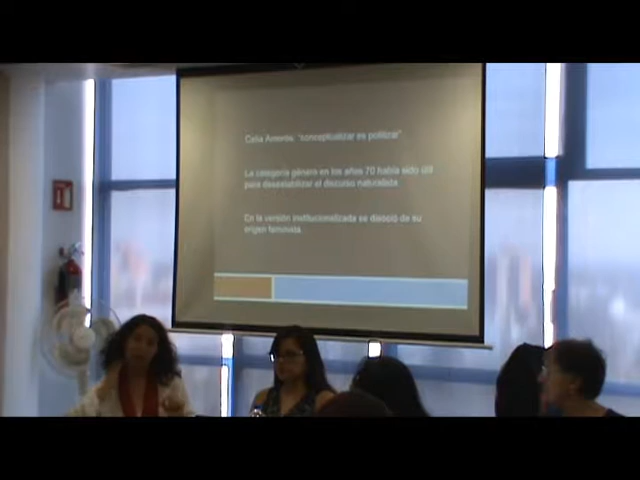 Celia Amorós: "conceptualizar es politizar"
La categoría género en los años 70 había sido útil
para desestabilizar el discurso naturalista.
En la versión institucionalizada se disoció de su
origen feminista.